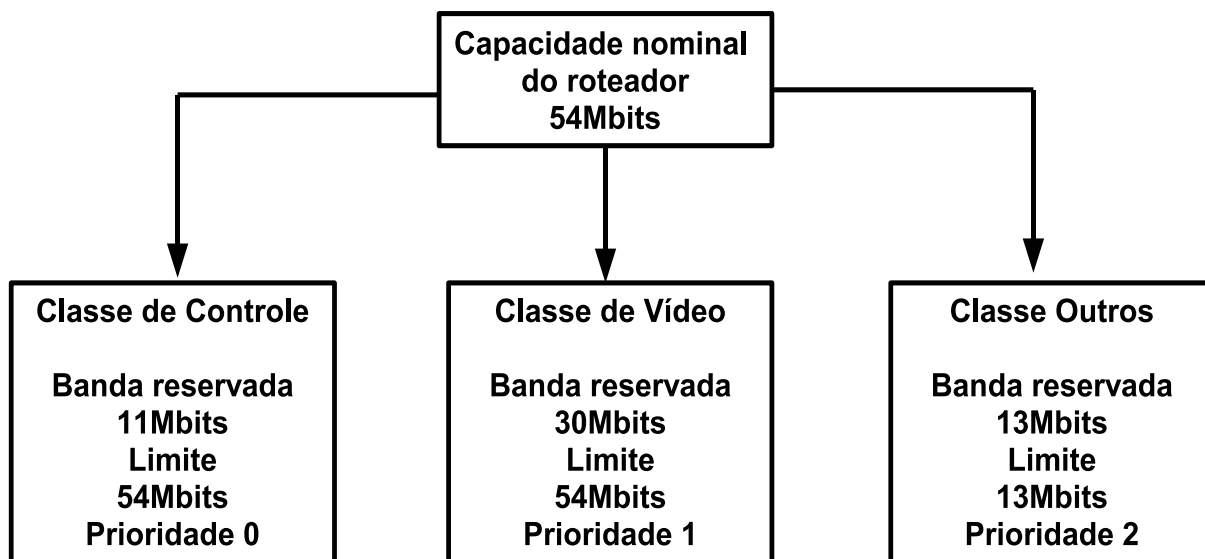 Capacidade nominal
do roteador
54Mbits
Classe de Controle
Banda reservada
11Mbits
Limite
54Mbits
Prioridade 0
Classe de Vídeo
Banda reservada
30Mbits
Limite
54Mbits
Prioridade 1
Classe Outros
Banda reservada
13Mbits
Limite
13Mbits
Prioridade 2